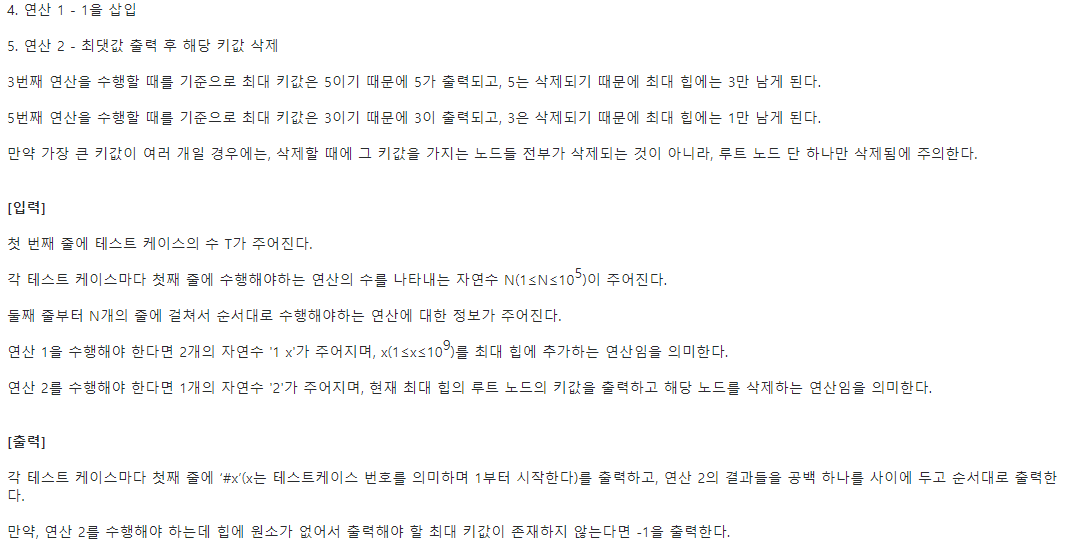 4. 연산 1 - 1을 삽입
5. 연산 2 - 최댓값 출력 후 해당 키값 삭제
3번째 연산을 수행할 때를 기준으로 최대 키값은 5이기 때문에 5가 출력되고, 5는 삭제되기 때문에 최대 힙에는 3만 남게 된다.
5번째 연산을 수행할 때를 기준으로 최대 키값은 3이기 때문에 3이 출력되고, 3은 삭제되기 때문에 최대 힙에는 1만 남게 된다.
만약 가장 큰 키값이 여러 개일 경우에는, 삭제할 때에 그 키값을 가지는 노드들 전부가 삭제되는 것이 아니라, 루트 노드 단 하나만 삭제됨에 주의한다.
[입력]
첫 번째 줄에 테스트 케이스의 수 T가 주어진다.
각 테스트 케이스마다 첫째 줄에 수행해야하는 연산의 수를 나타내는 자연수 N(1≤N≤10⁵)이 주어진다.
둘째 줄부터 N개의 줄에 걸쳐서 순서대로 수행해야하는 연산에 대한 정보가 주어진다.
연산 1을 수행해야 한다면 2개의 자연수 '1 x'가 주어지며, x(1≤x≤10⁹)를 최대 힙에 추가하는 연산임을 의미한다.
연산 2를 수행해야 한다면 1개의 자연수 '2'가 주어지며, 현재 최대 힙의 루트 노드의 키값을 출력하고 해당 노드를 삭제하는 연산임을 의미한다.
[출력]
각 테스트 케이스마다 첫째 줄에 ‘#x’(x는 테스트케이스 번호를 의미하며 1부터 시작한다)를 출력하고, 연산 2의 결과들을 공백 하나를 사이에 두고 순서대로 출력한
다.
만약, 연산 2를 수행해야 하는데 힙에 원소가 없어서 출력해야 할 최대 키값이 존재하지 않는다면 -1을 출력한다.